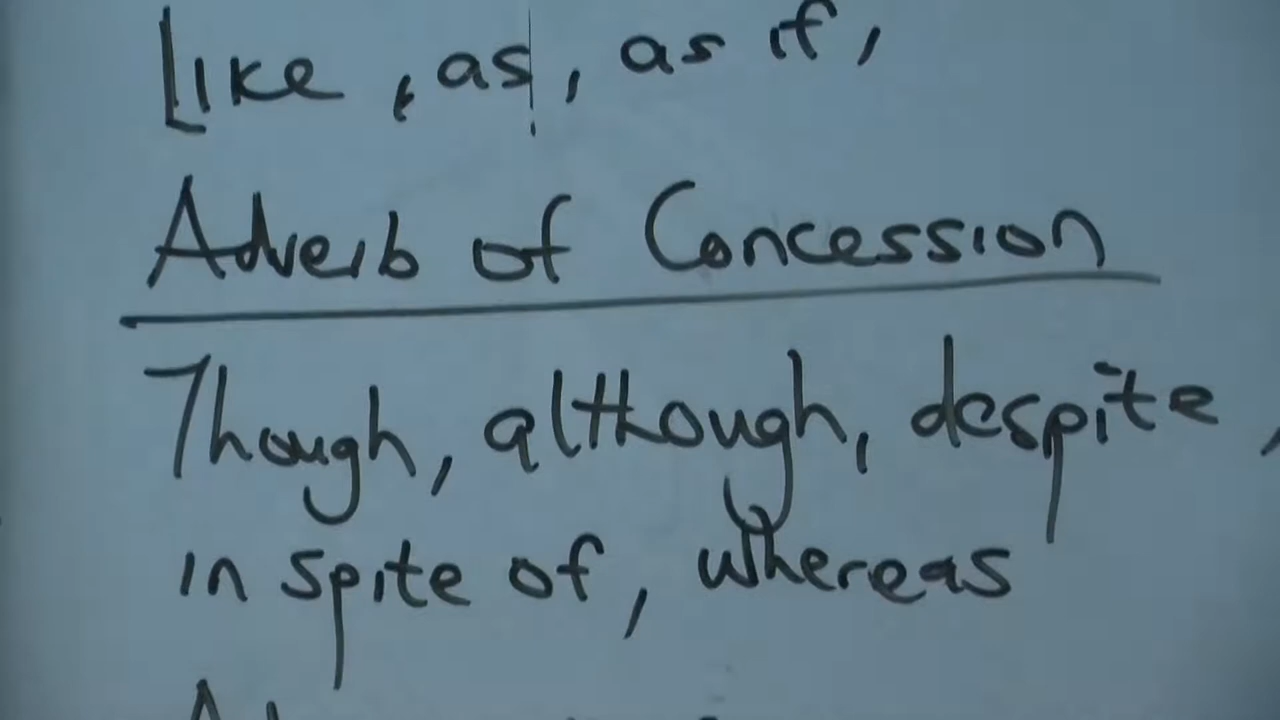 Like, as, as if,
Adverb of Concession
Though, although, despite,
in spite of, whereas